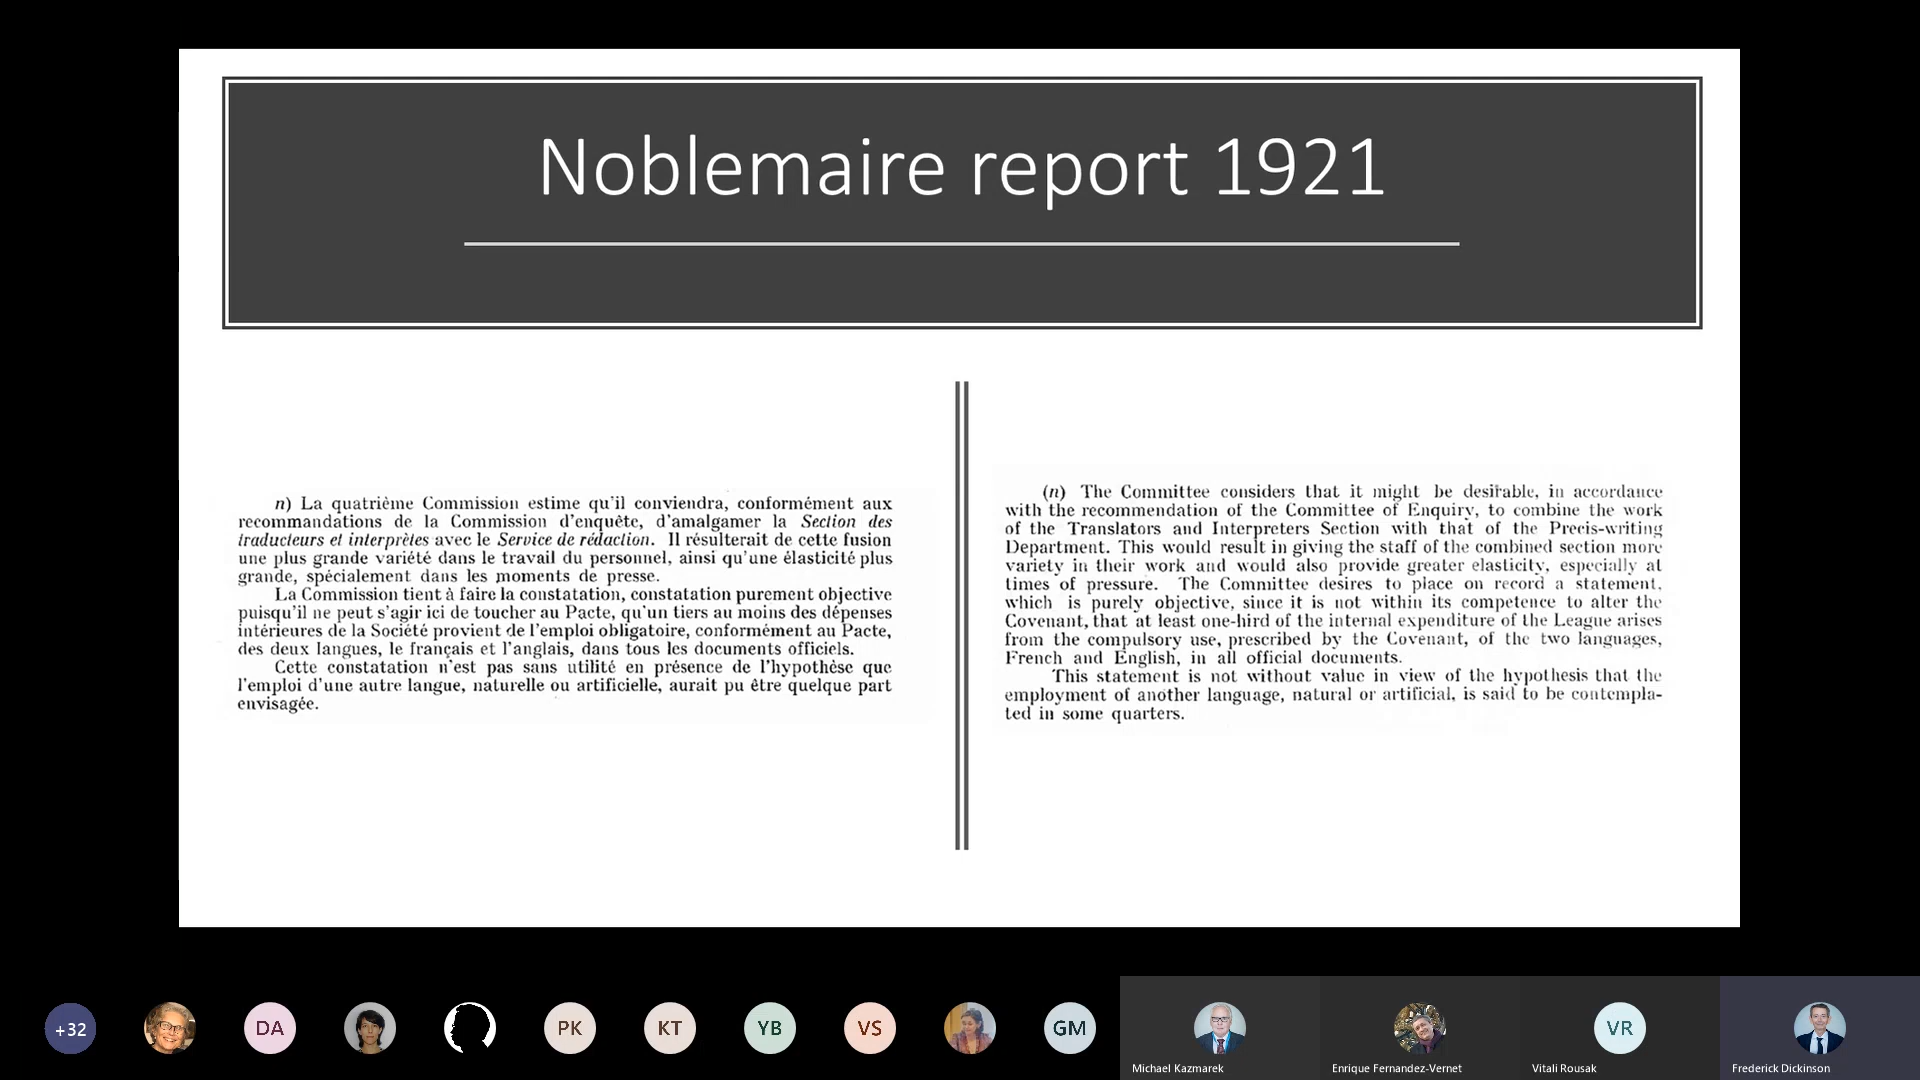 Noblemaire report 1921
n) La quatrième Commission estime qu'il conviendra, conformément aux
recommandations de la Commission d'enquête, d'amalgamer la Section des
traducteurs et interprètes avec le Service de rédaction. Il résulterait de cette fusion
une plus grande variété dans le travail du personnel, ainsi qu'une élasticité plus
grande, spécialement dans les moments de presse.
La Commission tient à faire la constatation, constatation purement objective
puisqu'il ne peut s'agir ici de toucher au Pacte, qu'un tiers au moins des dépenses
intérieures de la Société provient de l'emploi obligatoire, conformément au Pacte,
des deux langues, le français et l'anglais, dans tous les documents officiels.
Cette constatation n'est pas sans utilité en présence de l'hypothèse que
l'emploi d'une autre langue, naturelle ou artificielle, aurait pu être quelque part
envisagée.
(n) The Committee considers that it might be desirable, in accordance
with the recommendation of the Committee of Enquiry, to combine the work
of the Translators and Interpreters Section with that of the Precis-writing
Department. This would result in giving the staff of the combined section more
variety in their work and would also provide greater elasticity, especially at
times of pressure. The Committee desires to place on record a statement,
which is purely objective, since it is not within its competence to alter the
Covenant, that at least one-third of the internal expenditure of the League arises
from the compulsory use, prescribed by the Covenant, of the two languages,
French and English, in all official documents.
This statement is not without value in view of the hypothesis that the
employment of another language, natural or artificial, is said to be contempla-
ted in some quarters.
+32
DA
PK
KT
YB
VS
GM
VR
Michael Kazmarek
Enrique Fernandez-Vernet
Vitali Rousak
Frederick Dickinson